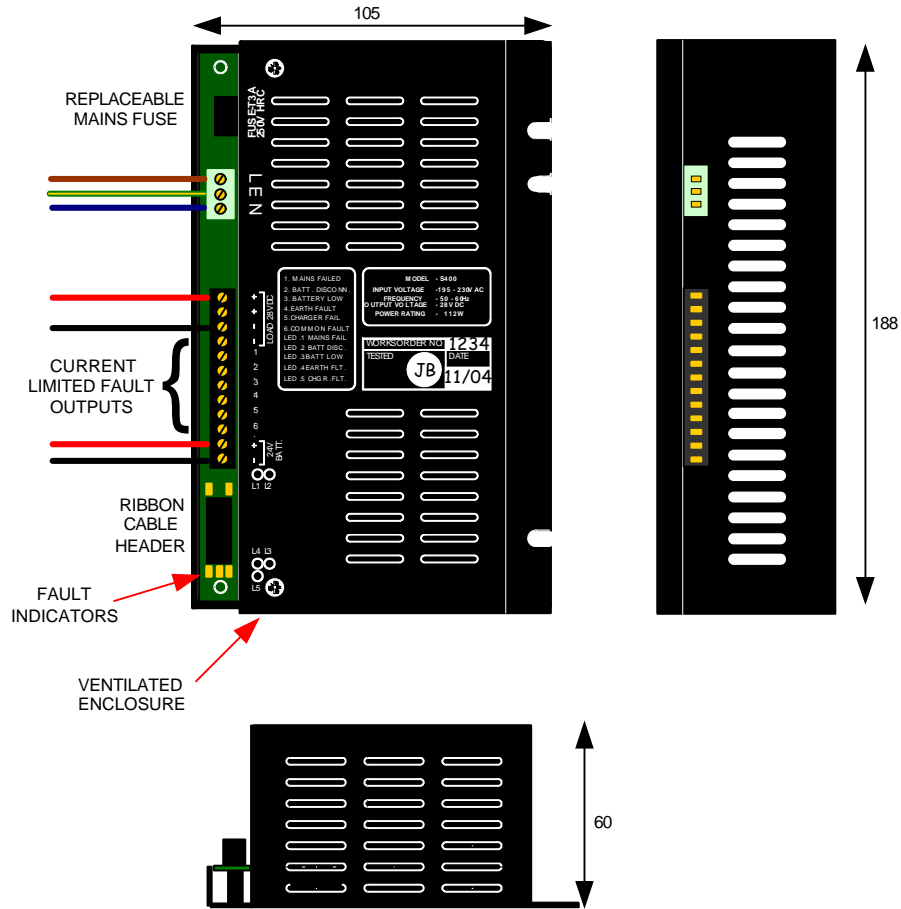 105
REPLACEABLE
MAINS FUSE
FUSE-T3A
250V HRC
L E N
188
1. MAINS FAILED
2. BATT. DISCONN.
3. BATTERY LOW
4. EARTH FAULT
5. CHARGER FAIL
6. COMMON FAULT
LED .1 MAINS FAIL
LED .2 BATT DISC.
LED .3 BATT LOW
LED .4 EARTH FLT.
LED .5 CHGR.FLT.
MODEL - S400
INPUT VOLTAGE -195 - 230V AC
FREQUENCY - 50 - 60Hz
OUTPUT VOLTAGE - 28V DC
POWER RATING - 112W
WORKSORDER NO 1234
TESTED
JB
DATE
11/04
+
+
-
-
LOAD 28VDC
1
2
3
4
5
6
CURRENT
LIMITED FAULT
OUTPUTS
+
-
24V
BATT.
L1 L2
RIBBON
CABLE
HEADER
L4 L3
L5
FAULT
INDICATORS
VENTILATED
ENCLOSURE
60